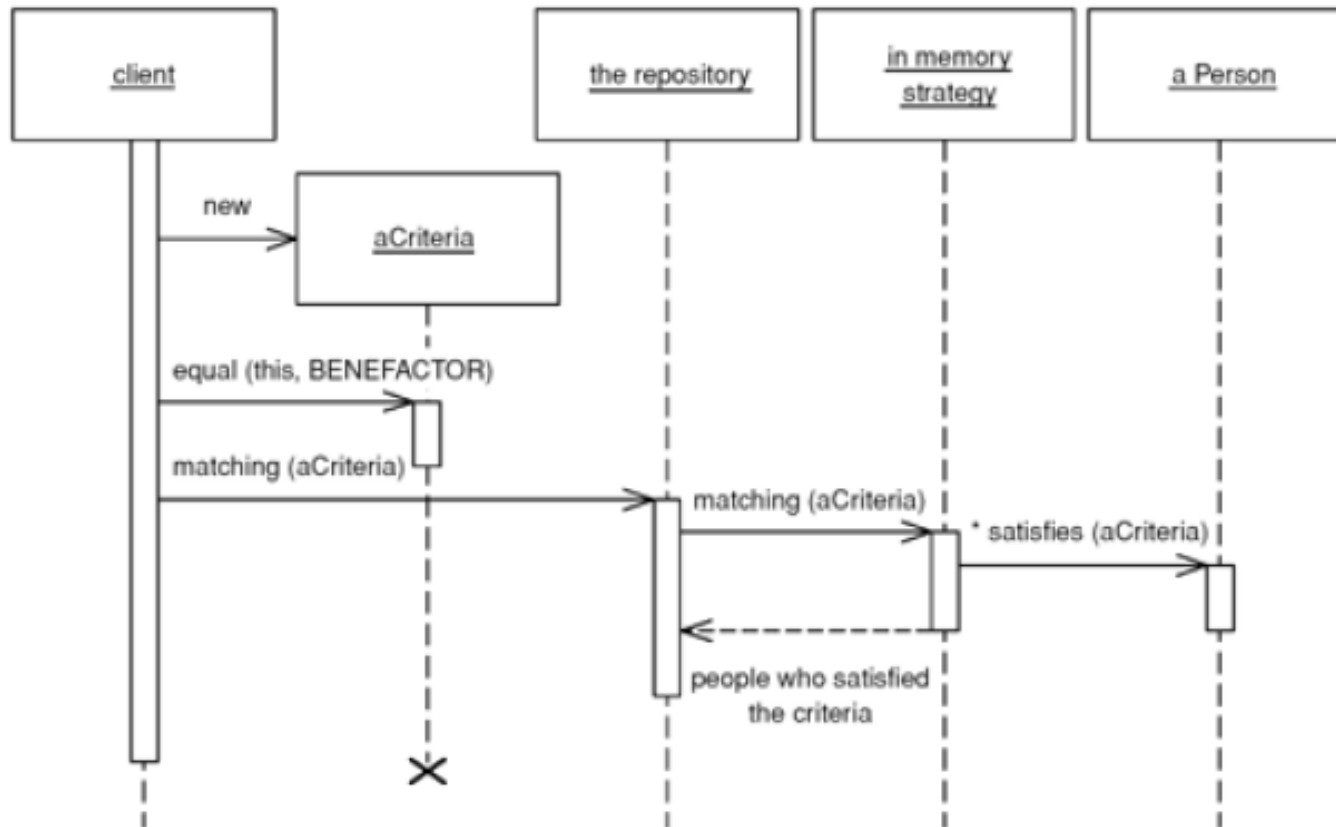 client
the repository
in memory
strategy
a Person
new
aCriteria
equal (this, BENEFACTOR)
matching (aCriteria)
matching (aCriteria)
* satisfies (aCriteria)
people who satisfied
the criteria